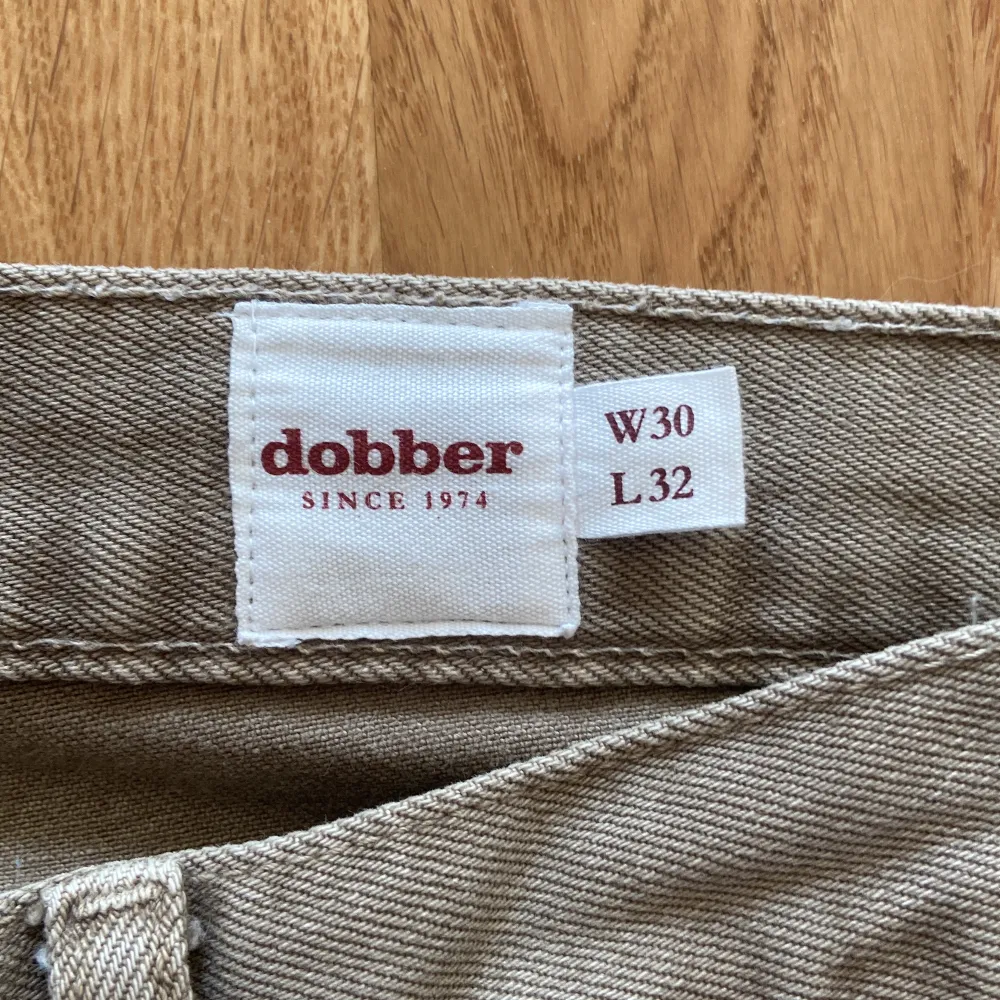 dobber
SINCE 1974
W30
L32